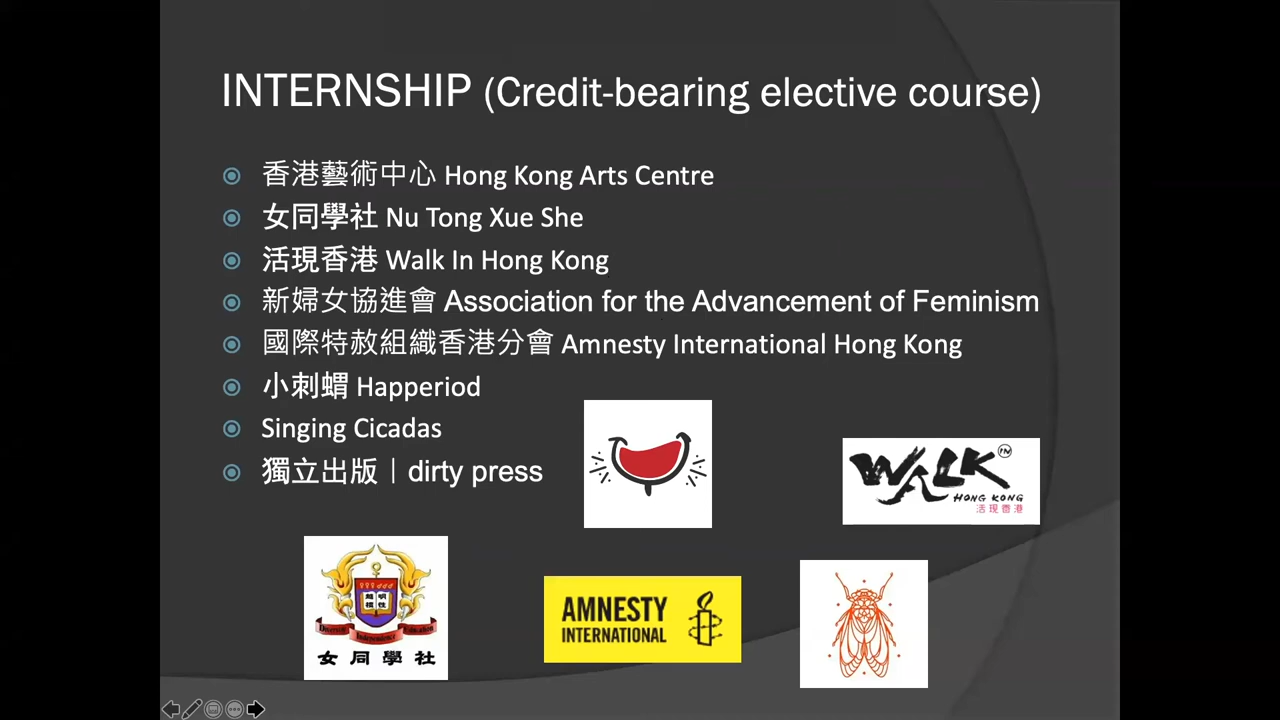 INTERNSHIP (Credit-bearing elective course)
香港藝術中心 Hong Kong Arts Centre
女同學社 Nu Tong Xue She
活現香港 Walk In Hong Kong
新婦女協進會 Association for the Advancement of Feminism
國際特赦組織香港分會 Amnesty International Hong Kong
小刺蝟 Happeriod
Singing Cicadas
獨立出版｜dirty press
WALK IN
HONG KONG
活現香港
Diversity Independence Education
女同學社
AMNESTY
INTERNATIONAL